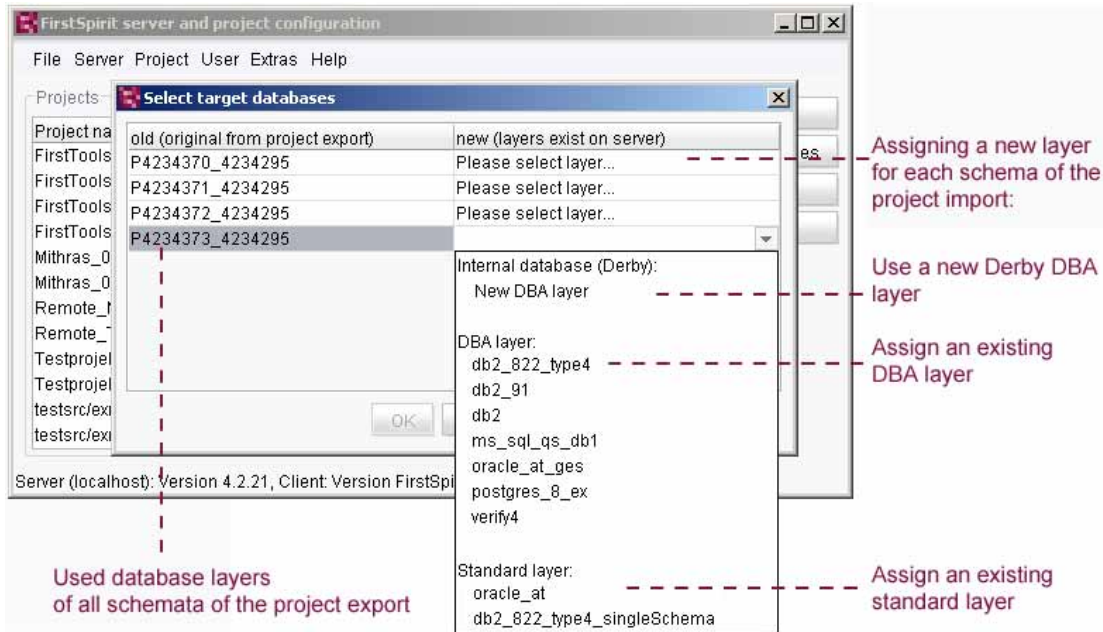 FirstSpirit server and project configuration
File Server Project User Extras Help
Projects
Select target databases
Project na
old (original from project export)
new (layers exist on server)
FirstTools
P4234370_4234295
Please select layer...
es
FirstTools
P4234371_4234295
Please select layer...
FirstTools
P4234372_4234295
Please select layer...
FirstTools
P4234373_4234295
Mithras_0
Mithras_0
Remote_
Remote_
Testprojel
Testprojel
testsrc/ex
testsrc/ex
Internal database (Derby):
New DBA layer
DBA layer:
db2_822_type4
db2_91
db2
ms_sql_qs_db1
oracle_at_ges
postgres_8_ex
verify4
Standard layer:
oracle_at
db2_822_type4_singleSchema
OK
Server (localhost): Version 4.2.21, Client: Version FirstSpi
Assigning a new layer
for each schema of the
project import:
Use a new Derby DBA
layer
Assign an existing
DBA layer
Assign an existing
standard layer
Used database layers
of all schemata of the project export